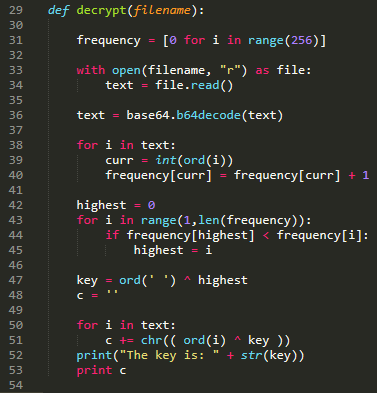 29 def decrypt(filename):
30
31     frequency = [0 for i in range(256)]
32
33     with open(filename, "r") as file:
34         text = file.read()
35
36     text = base64.b64decode(text)
37
38     for i in text:
39         curr = int(ord(i))
40         frequency[curr] = frequency[curr] + 1
41
42     highest = 0
43     for i in range(1,len(frequency)):
44         if frequency[highest] < frequency[i]:
45             highest = i
46
47     key = ord(' ') ^ highest
48     c = ''
49
50     for i in text:
51         c += chr(( ord(i) ^ key ))
52     print("The key is: " + str(key))
53     print c
54